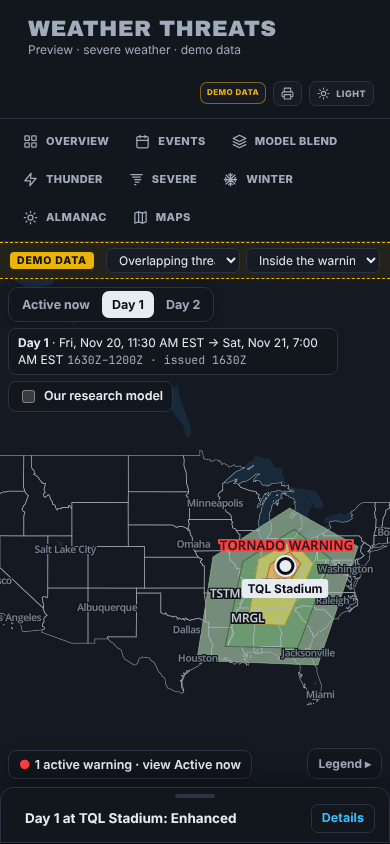 WEATHER THREATS
Preview · severe weather · demo data
DEMO DATA
LIGHT
OVERVIEW
EVENTS
MODEL BLEND
THUNDER
SEVERE
WINTER
ALMANAC
MAPS
DEMO DATA
Overlapping thre
Inside the warnin
Active now
Day 1
Day 2
Day 1 · Fri, Nov 20, 11:30 AM EST → Sat, Nov 21, 7:00
AM EST 1630Z–1200Z · issued 1630Z
Our research model
Minneapolis
Omaha
TORNADO WARNING
Bo
Salt Lake City
Washington
sco
TQL Stadium
TSTM
Raleigh
Albuquerque
s Angeles
MRGL
Dallas
Houston
Jacksonville
Miami
1 active warning · view Active now
Legend ▸
Day 1 at TQL Stadium: Enhanced
Details